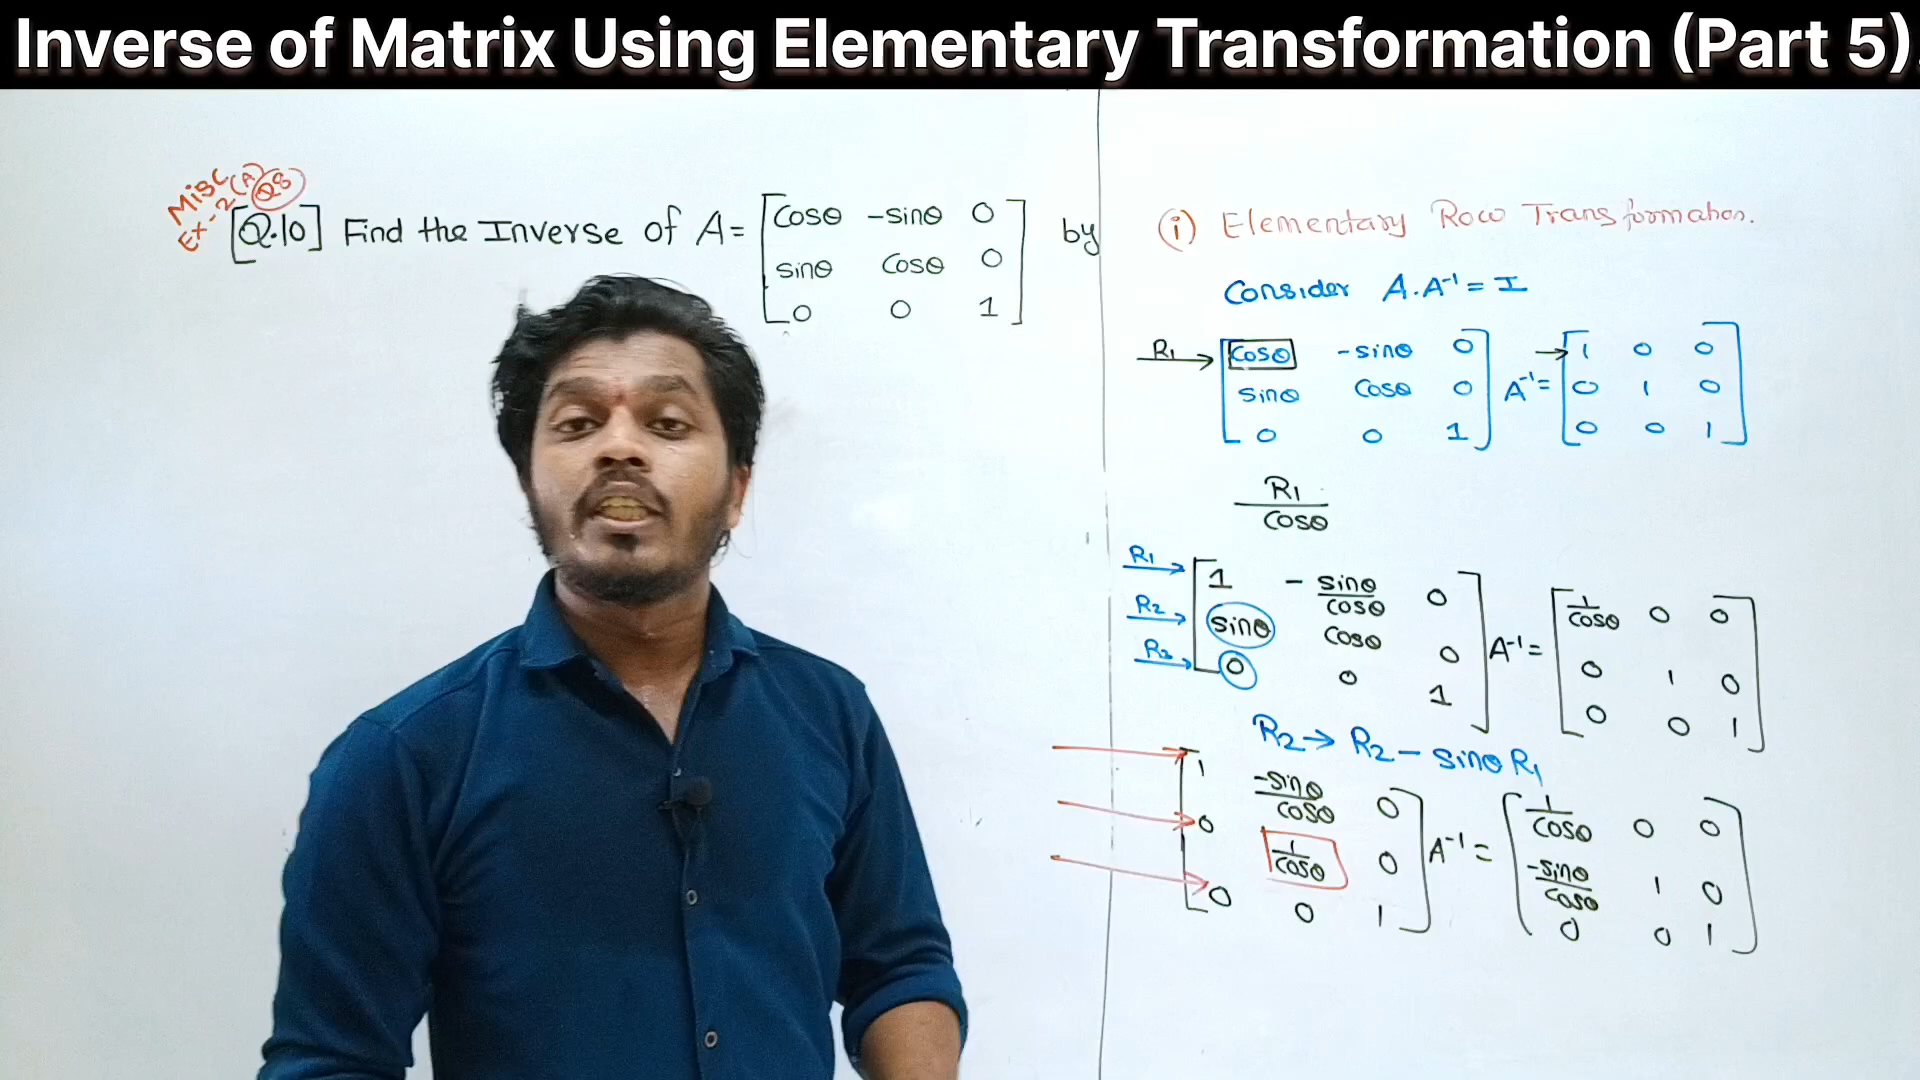 Inverse of Matrix Using Elementary Transformation (Part 5).
Misc
Ex-2(A) Q8
[Q.10] Find the Inverse of A= [cosθ -sinθ 0
sinθ cosθ 0
0 0 1] by
(i) Elementary Row Transformation.
Consider A.A⁻¹ = I
R₁ → [cosθ -sinθ 0 → [1 0 0
sinθ cosθ 0] A⁻¹= 0 1 0
0 0 1 0 0 1]
R₁
cosθ
R₁ → [1 - sinθ/cosθ 0 [1/cosθ 0 0
R₂ → sinθ cosθ 0] A⁻¹= 0 1 0
R₃ → 0 0 1 0 0 1]
R₂ → R₂ - sinθ R₁
[1 -sinθ/cosθ 0 [1/cosθ 0 0
0 1/cosθ 0] A⁻¹ = -sinθ/cosθ 1 0
0 0 1 0 0 1]